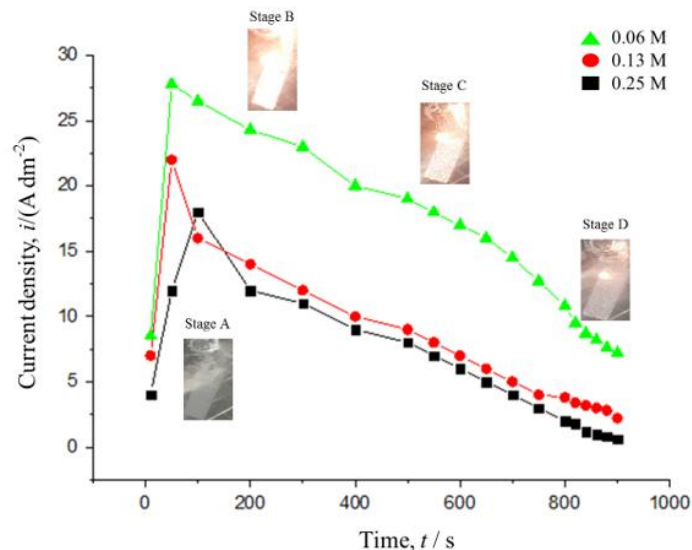 Stage B
30
0.06 M
0.13 M
0.25 M
25
Stage C
20
Stage D
15
10
Stage A
5
0
Current density, i/(A dm-2)
0 200 400 600 800 1000
Time, t / s